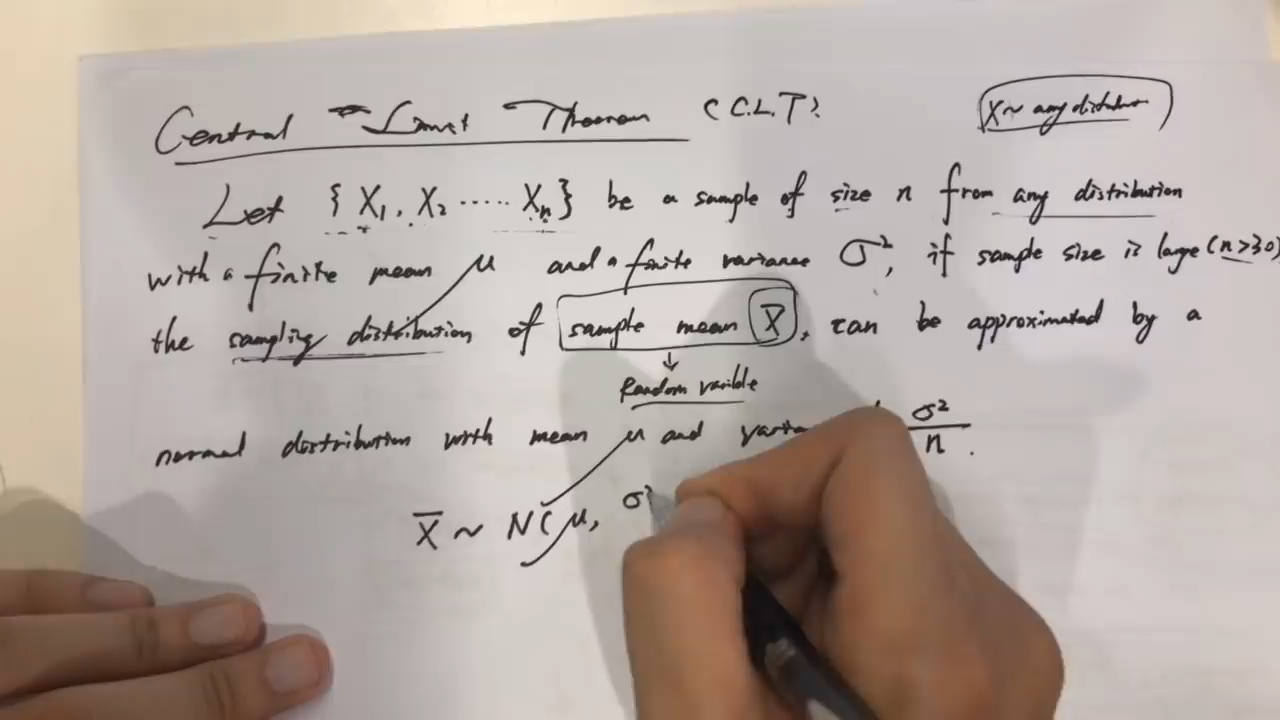 Central Limit Theorem (C.L.T)
X ~ any distribution
Let {X₁, X₂ ····· Xₙ} be a sample of size n from any distribution
with a finite mean μ and a finite variance σ², if sample size is large (n>30)
the sampling distribution of sample mean X̅, can be approximated by a
↓
Random varible
normal distribution with mean μ and σ²/n.
X̅ ~ N(μ, σ²